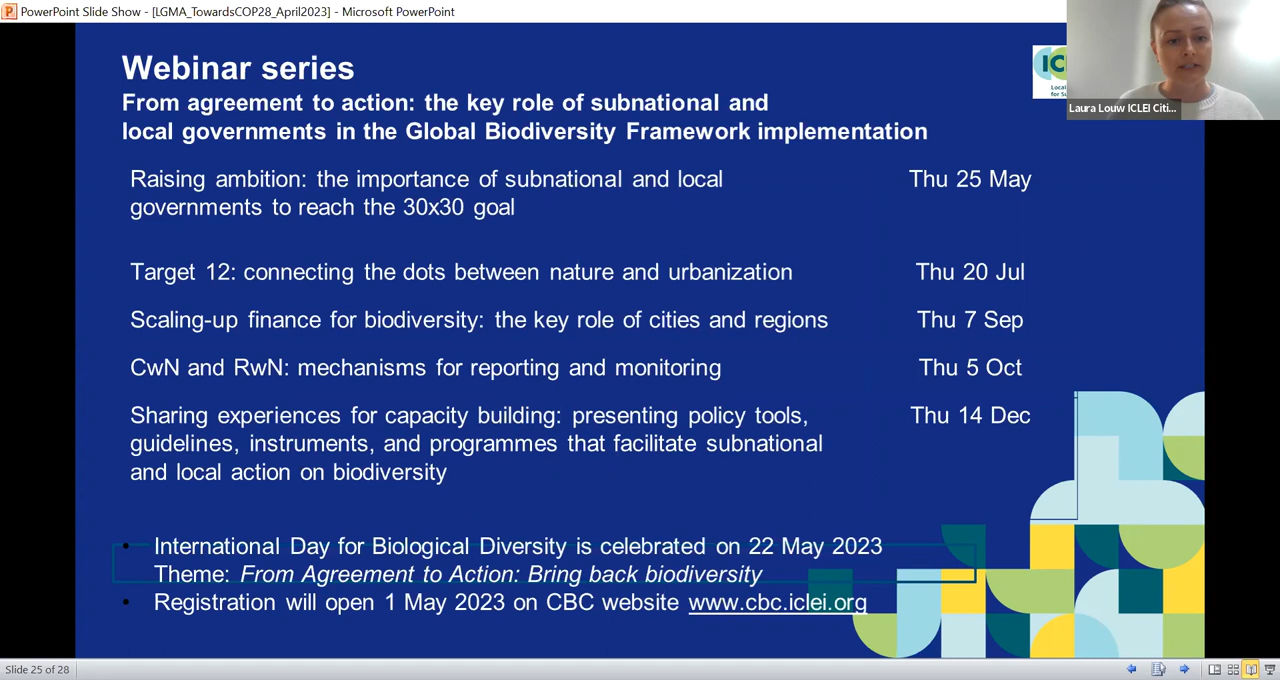 PowerPoint Slide Show - [LGMA_TowardsCOP28_April2023] - Microsoft PowerPoint
Webinar series
From agreement to action: the key role of subnational and
local governments in the Global Biodiversity Framework implementation
Laura Louw ICLEI Citi...
Raising ambition: the importance of subnational and local
governments to reach the 30x30 goal
Thu 25 May
Target 12: connecting the dots between nature and urbanization
Thu 20 Jul
Scaling-up finance for biodiversity: the key role of cities and regions
Thu 7 Sep
CwN and RwN: mechanisms for reporting and monitoring
Thu 5 Oct
Sharing experiences for capacity building: presenting policy tools,
guidelines, instruments, and programmes that facilitate subnational
and local action on biodiversity
Thu 14 Dec
• International Day for Biological Diversity is celebrated on 22 May 2023
Theme: From Agreement to Action: Bring back biodiversity
• Registration will open 1 May 2023 on CBC website www.cbc.iclei.org
Slide 25 of 28